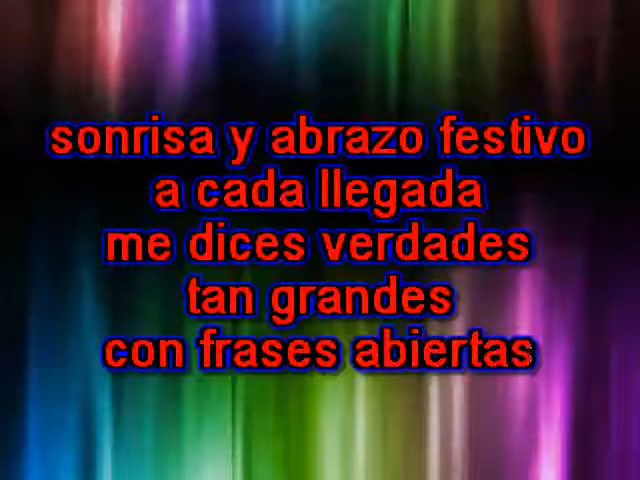 sonrisa y abrazo festivo
a cada llegada
me dices verdades
tan grandes
con frases abiertas